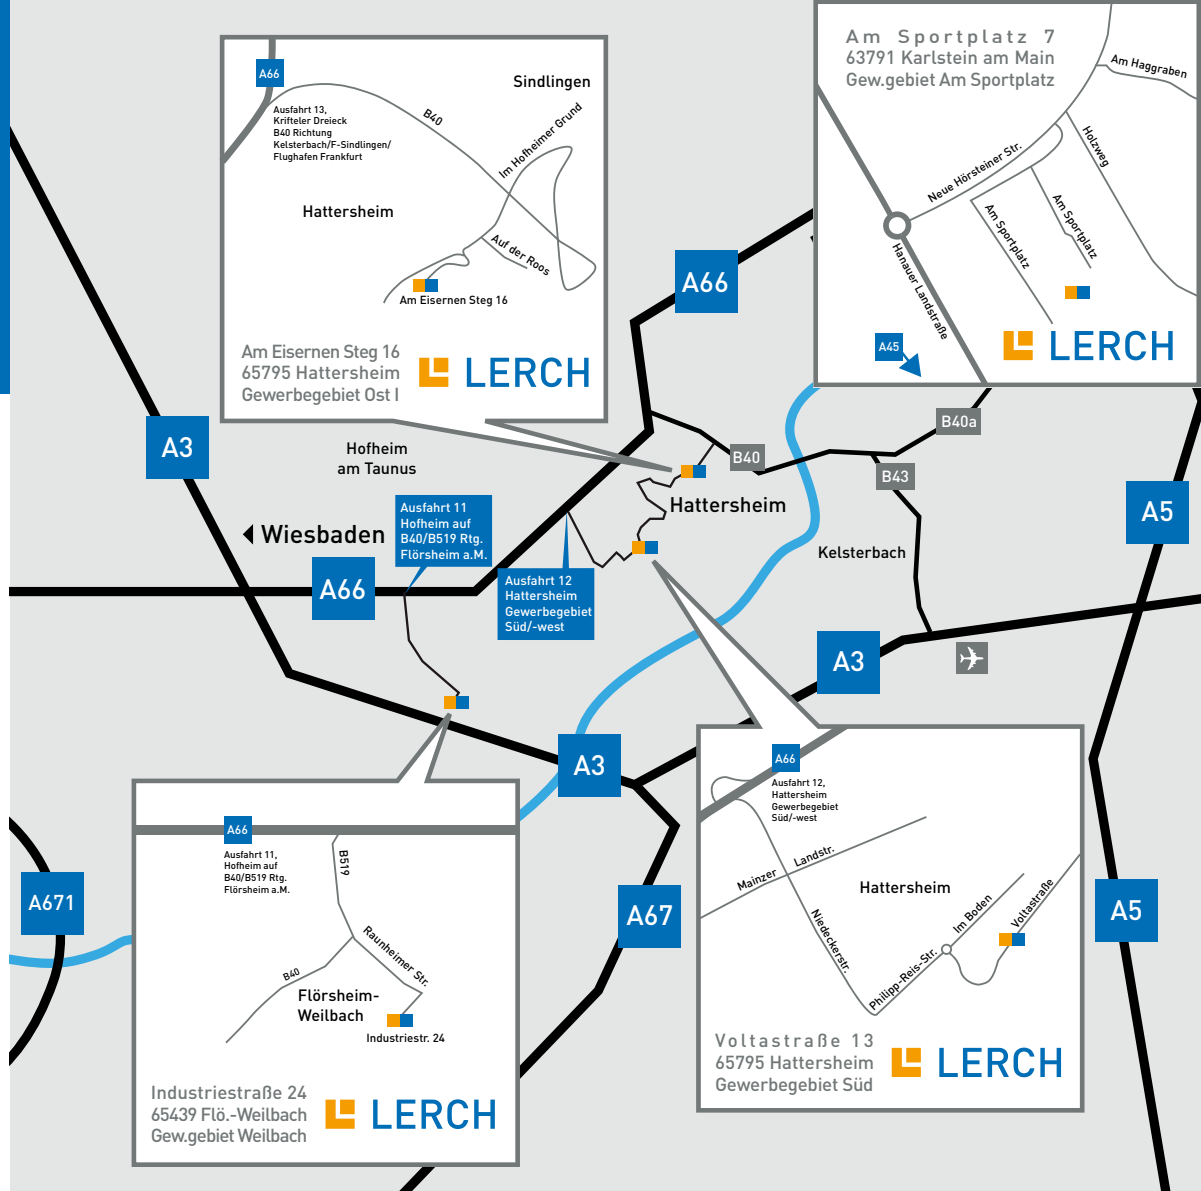 A66
Ausfahrt 13,
Krifteler Dreieck
B40 Richtung
Kelsterbach/F-Sindlingen/
Flughafen Frankfurt
B40
Sindlingen
Im Hofheimer Grund
Hattersheim
Auf der Roos
Am Eisernen Steg 16
Am Eisernen Steg 16
65795 Hattersheim
Gewerbegebiet Ost I
LERCH
Am Sportplatz 7
63791 Karlstein am Main
Gew.gebiet Am Sportplatz
Am Haggraben
Holzweg
Neue Hörsteiner Str.
Am Sportplatz
Am Sportplatz
Hanauer Landstraße
A45
LERCH
A66
A3
Hofheim
am Taunus
B40
B40a
B43
Hattersheim
A5
Wiesbaden
Ausfahrt 11
Hofheim auf
B40/B519 Rtg.
Flörsheim a.M.
Kelsterbach
A66
Ausfahrt 12
Hattersheim
Gewerbegebiet
Süd/-west
A3
A3
A671
A67
A5
A66
Ausfahrt 11,
Hofheim auf
B40/B519 Rtg.
Flörsheim a.M.
B519
Raunheimer Str.
B40
Flörsheim-
Weilbach
Industriestr. 24
Industriestraße 24
65439 Flö.-Weilbach
Gew.gebiet Weilbach
LERCH
A66
Ausfahrt 12,
Hattersheim
Gewerbegebiet
Süd/-west
Mainzer Landstr.
Hattersheim
Niedeckerstr.
Im Boden
Voltastraße
Philipp-Reis-Str.
Voltastraße 13
65795 Hattersheim
Gewerbegebiet Süd
LERCH